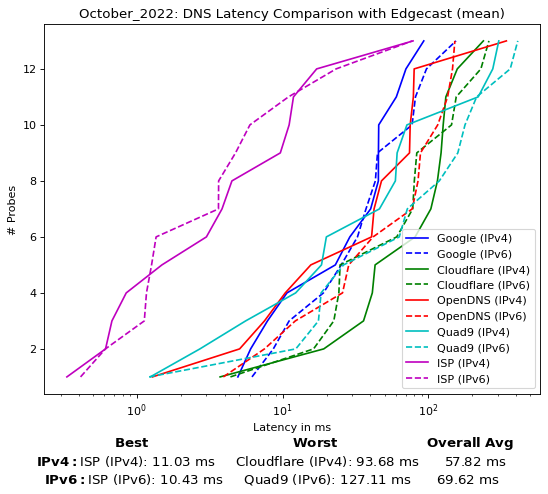 October_2022: DNS Latency Comparison with Edgecast (mean)
# Probes
12
10
8
6
4
2
Google (IPv4)
Google (IPv6)
Cloudflare (IPv4)
Cloudflare (IPv6)
OpenDNS (IPv4)
OpenDNS (IPv6)
Quad9 (IPv4)
Quad9 (IPv6)
ISP (IPv4)
ISP (IPv6)
10⁰ 10¹ 10²
Latency in ms
Best Worst Overall Avg
IPv4: ISP (IPv4): 11.03 ms Cloudflare (IPv4): 93.68 ms 57.82 ms
IPv6: ISP (IPv6): 10.43 ms Quad9 (IPv6): 127.11 ms 69.62 ms